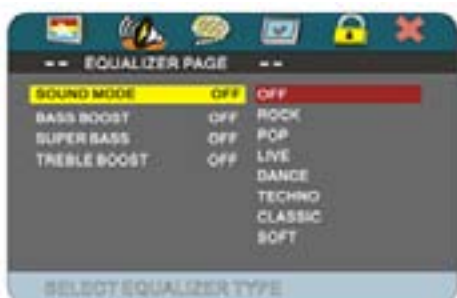 -- EQUALIZER PAGE --
SOUND MODE OFF
BASS BOOST OFF
SUPER BASS OFF
TREBLE BOOST OFF
OFF
ROCK
POP
LIVE
DANCE
TECHNO
CLASSIC
SOFT
SELECT EQUALIZER TYPE